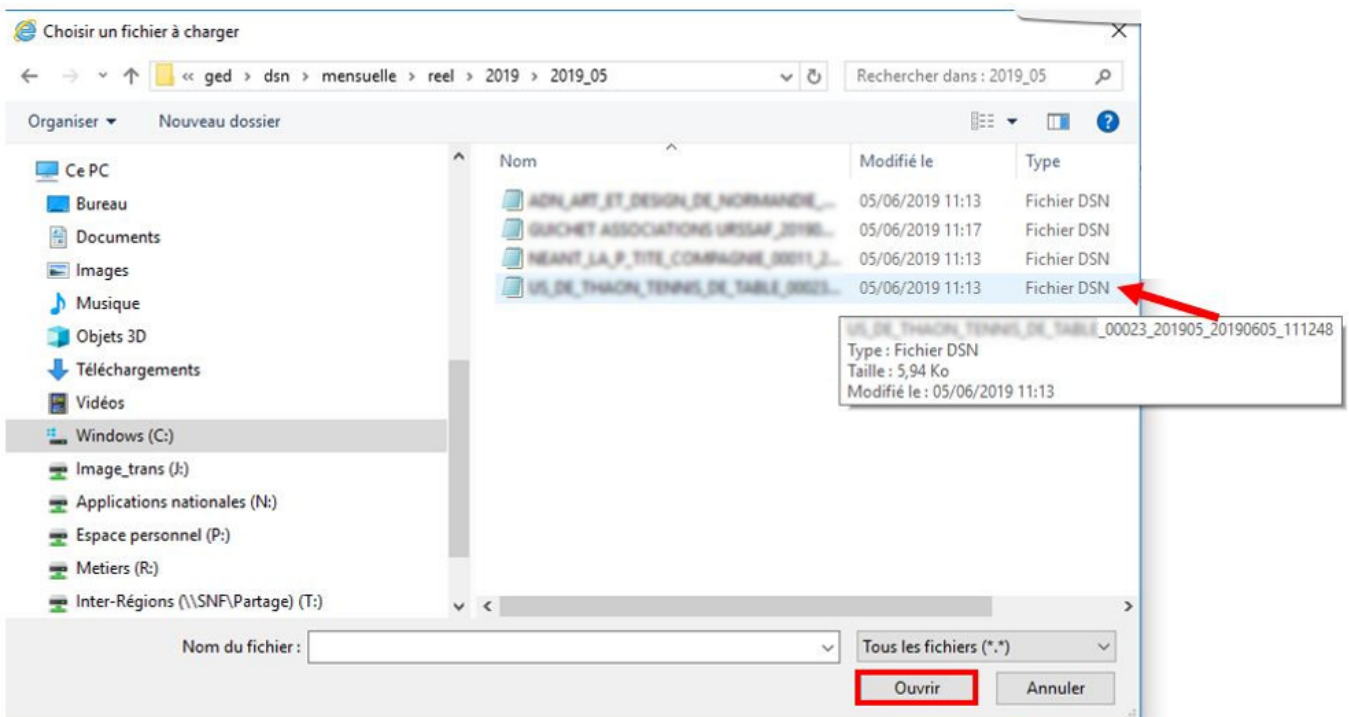 Choisir un fichier à charger
« ged › dsn › mensuelle › reel › 2019 › 2019_05
Rechercher dans : 2019_05
Organiser
Nouveau dossier
Nom
Modifié le
Type
Ce PC
Bureau
Documents
Images
Musique
Objets 3D
Téléchargements
Vidéos
Windows (C:)
Image_trans (J:)
Applications nationales (N:)
Espace personnel (P:)
Metiers (R:)
Inter-Régions (\\SNF\Partage) (T:)
05/06/2019 11:13 Fichier DSN
05/06/2019 11:17 Fichier DSN
05/06/2019 11:13 Fichier DSN
05/06/2019 11:13 Fichier DSN
_00023_201905_20190605_111248
Type : Fichier DSN
Taille : 5,94 Ko
Modifié le : 05/06/2019 11:13
Nom du fichier :
Tous les fichiers (*.*)
Ouvrir
Annuler